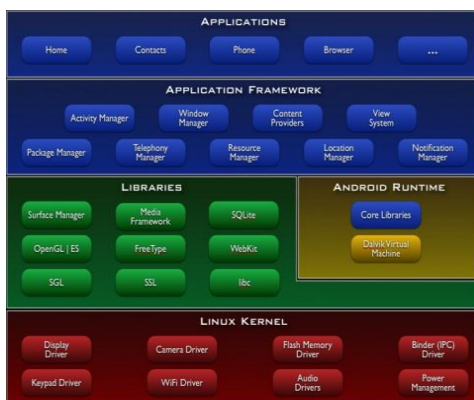 APPLICATIONS
Home
Contacts
Phone
Browser
...
APPLICATION FRAMEWORK
Activity Manager
Window
Manager
Content
Providers
View
System
Package Manager
Telephony
Manager
Resource
Manager
Location
Manager
Notification
Manager
LIBRARIES
Surface Manager
Media
Framework
SQLite
OpenGL | ES
FreeType
WebKit
SGL
SSL
libc
ANDROID RUNTIME
Core Libraries
Dalvik Virtual
Machine
LINUX KERNEL
Display
Driver
Camera Driver
Flash Memory
Driver
Binder (IPC)
Driver
Keypad Driver
WiFi Driver
Audio
Drivers
Power
Management